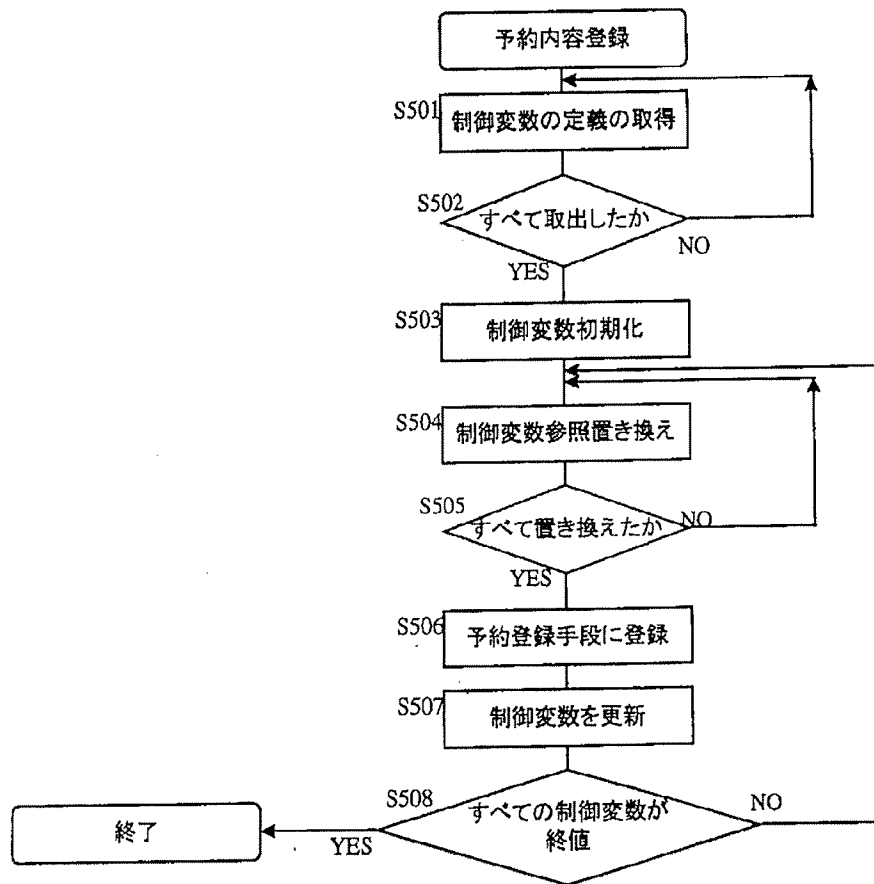 予約内容登録
S501
制御変数の定義の取得
S502
すべて取出したか
NO
YES
S503
制御変数初期化
S504
制御変数参照置き換え
S505
すべて置き換えたか
NO
YES
S506
予約登録手段に登録
S507
制御変数を更新
S508
すべての制御変数が
終値
NO
YES
終了